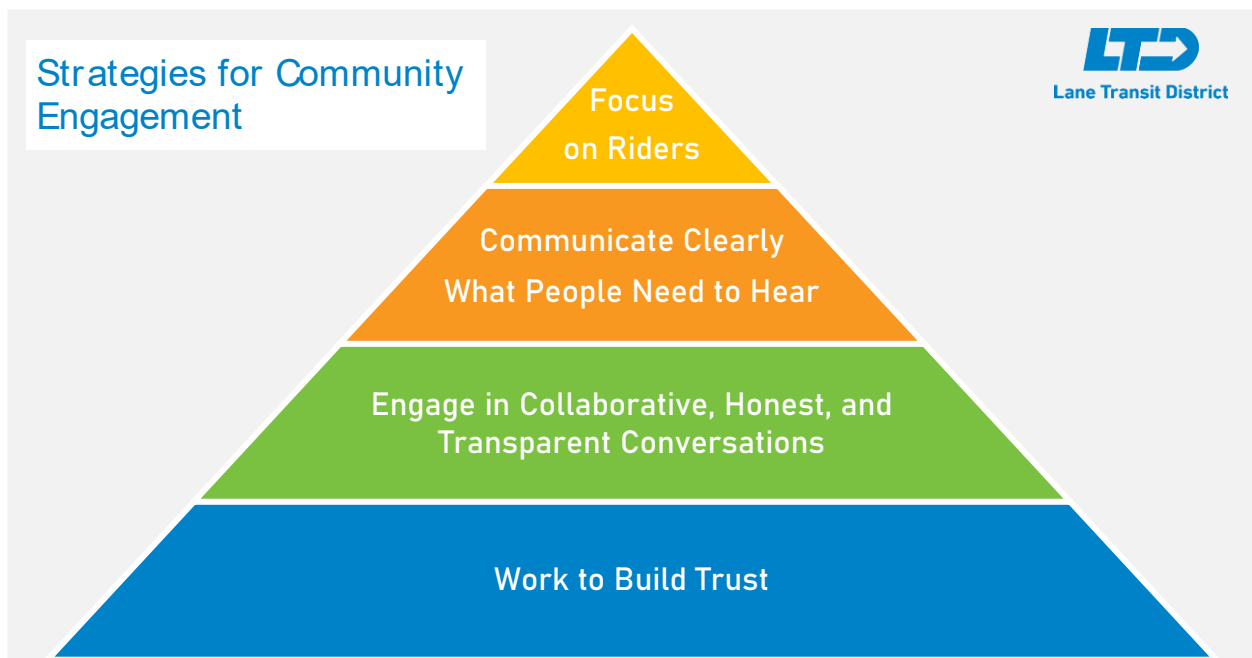 Strategies for Community
Engagement
LTD
Lane Transit District
Focus
on Riders
Communicate Clearly
What People Need to Hear
Engage in Collaborative, Honest, and
Transparent Conversations
Work to Build Trust